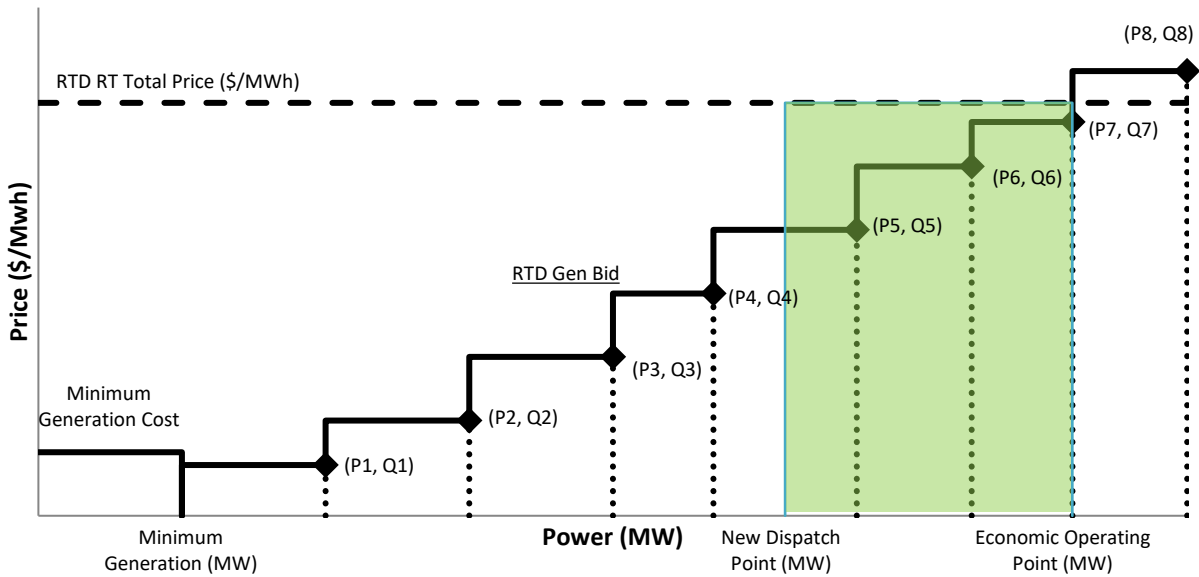 (P8, Q8)
RTD RT Total Price ($/MWh)
(P7, Q7)
(P6, Q6)
(P5, Q5)
RTD Gen Bid
(P4, Q4)
Price ($/Mwh)
(P3, Q3)
Minimum
Generation Cost
(P2, Q2)
(P1, Q1)
Minimum
Generation (MW)
Power (MW)
New Dispatch
Point (MW)
Economic Operating
Point (MW)